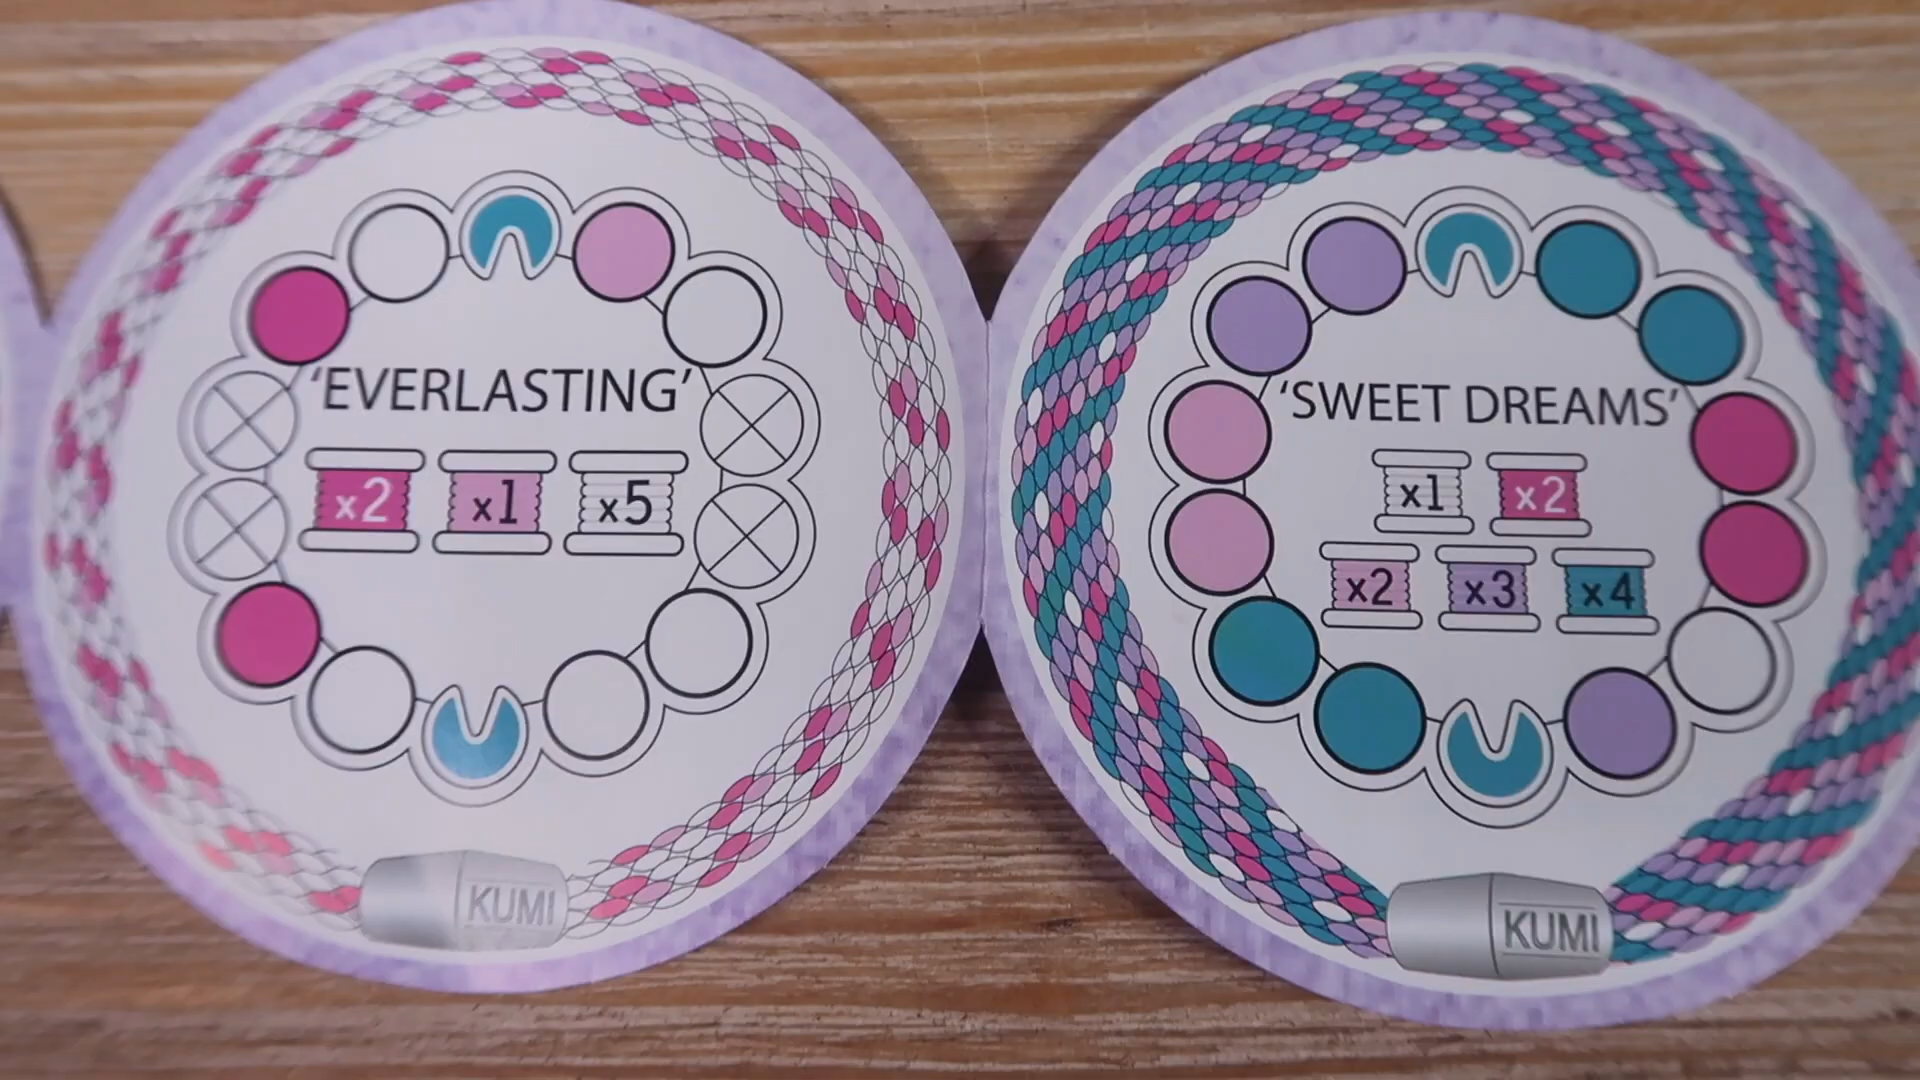 'EVERLASTING'
x2 x1 x5
KUMI
'SWEET DREAMS'
x1 x2
x2 x3 x4
KUMI